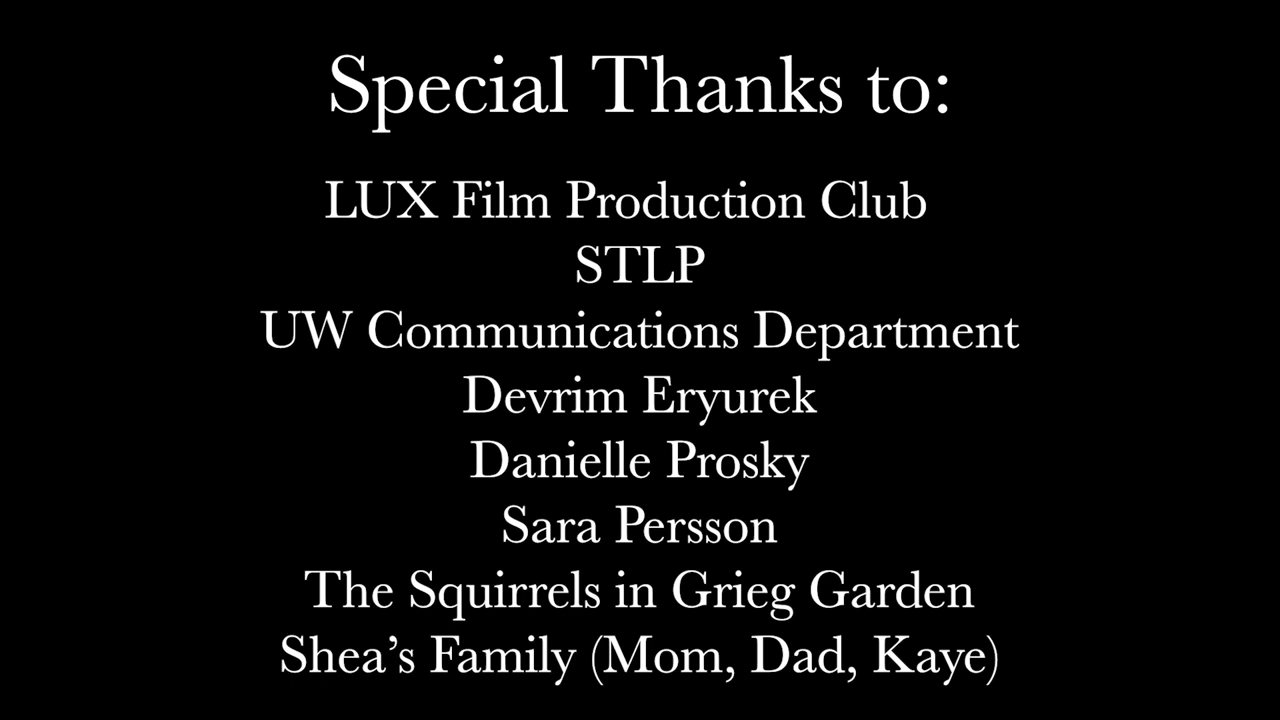 Special Thanks to:
LUX Film Production Club
STLP
UW Communications Department
Devrim Eryurek
Danielle Prosky
Sara Persson
The Squirrels in Grieg Garden
Shea’s Family (Mom, Dad, Kaye)